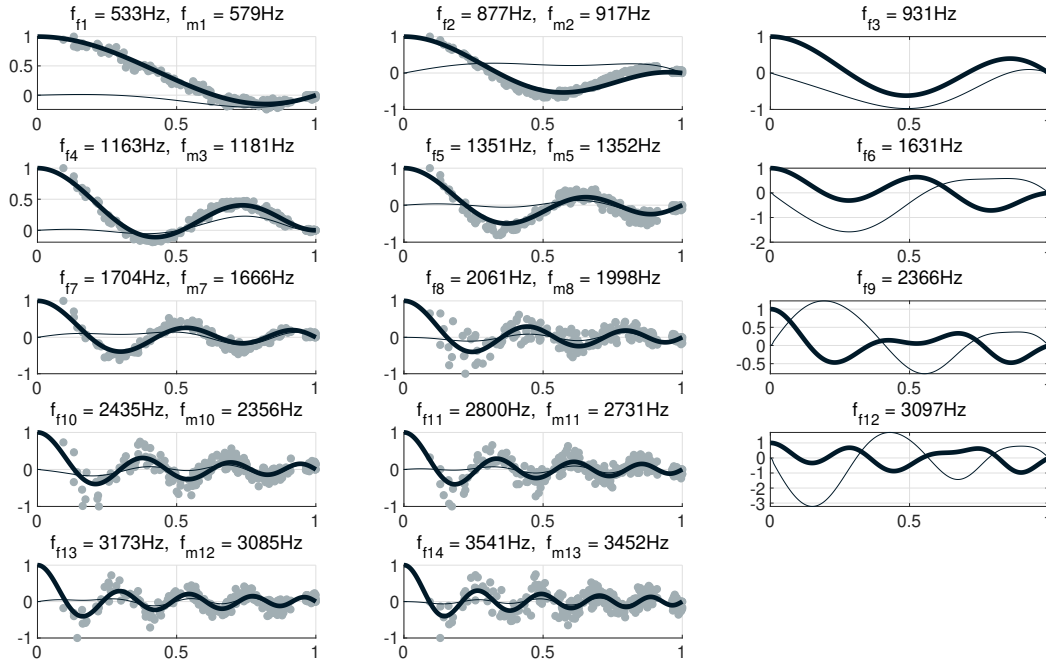 f_f1 = 533Hz, f_m1 = 579Hz
1
0.5
0
0 0.5 1
f_f2 = 877Hz, f_m2 = 917Hz
1
0
-1
0 0.5 1
f_f3 = 931Hz
1
0
-1
0 0.5 1
f_f4 = 1163Hz, f_m3 = 1181Hz
1
0.5
0
0 0.5 1
f_f5 = 1351Hz, f_m5 = 1352Hz
1
0
-1
0 0.5 1
f_f6 = 1631Hz
1
0
-1
-2
0 0.5 1
f_f7 = 1704Hz, f_m7 = 1666Hz
1
0
-1
0 0.5 1
f_f8 = 2061Hz, f_m8 = 1998Hz
1
0
-1
0 0.5 1
f_f9 = 2366Hz
1
0.5
0
-0.5
0 0.5 1
f_f10 = 2435Hz, f_m10 = 2356Hz
1
0
-1
0 0.5 1
f_f11 = 2800Hz, f_m11 = 2731Hz
1
0
-1
0 0.5 1
f_f12 = 3097Hz
1
0
-1
-2
-3
0 0.5 1
f_f13 = 3173Hz, f_m12 = 3085Hz
1
0
-1
0 0.5 1
f_f14 = 3541Hz, f_m13 = 3452Hz
1
0
-1
0 0.5 1